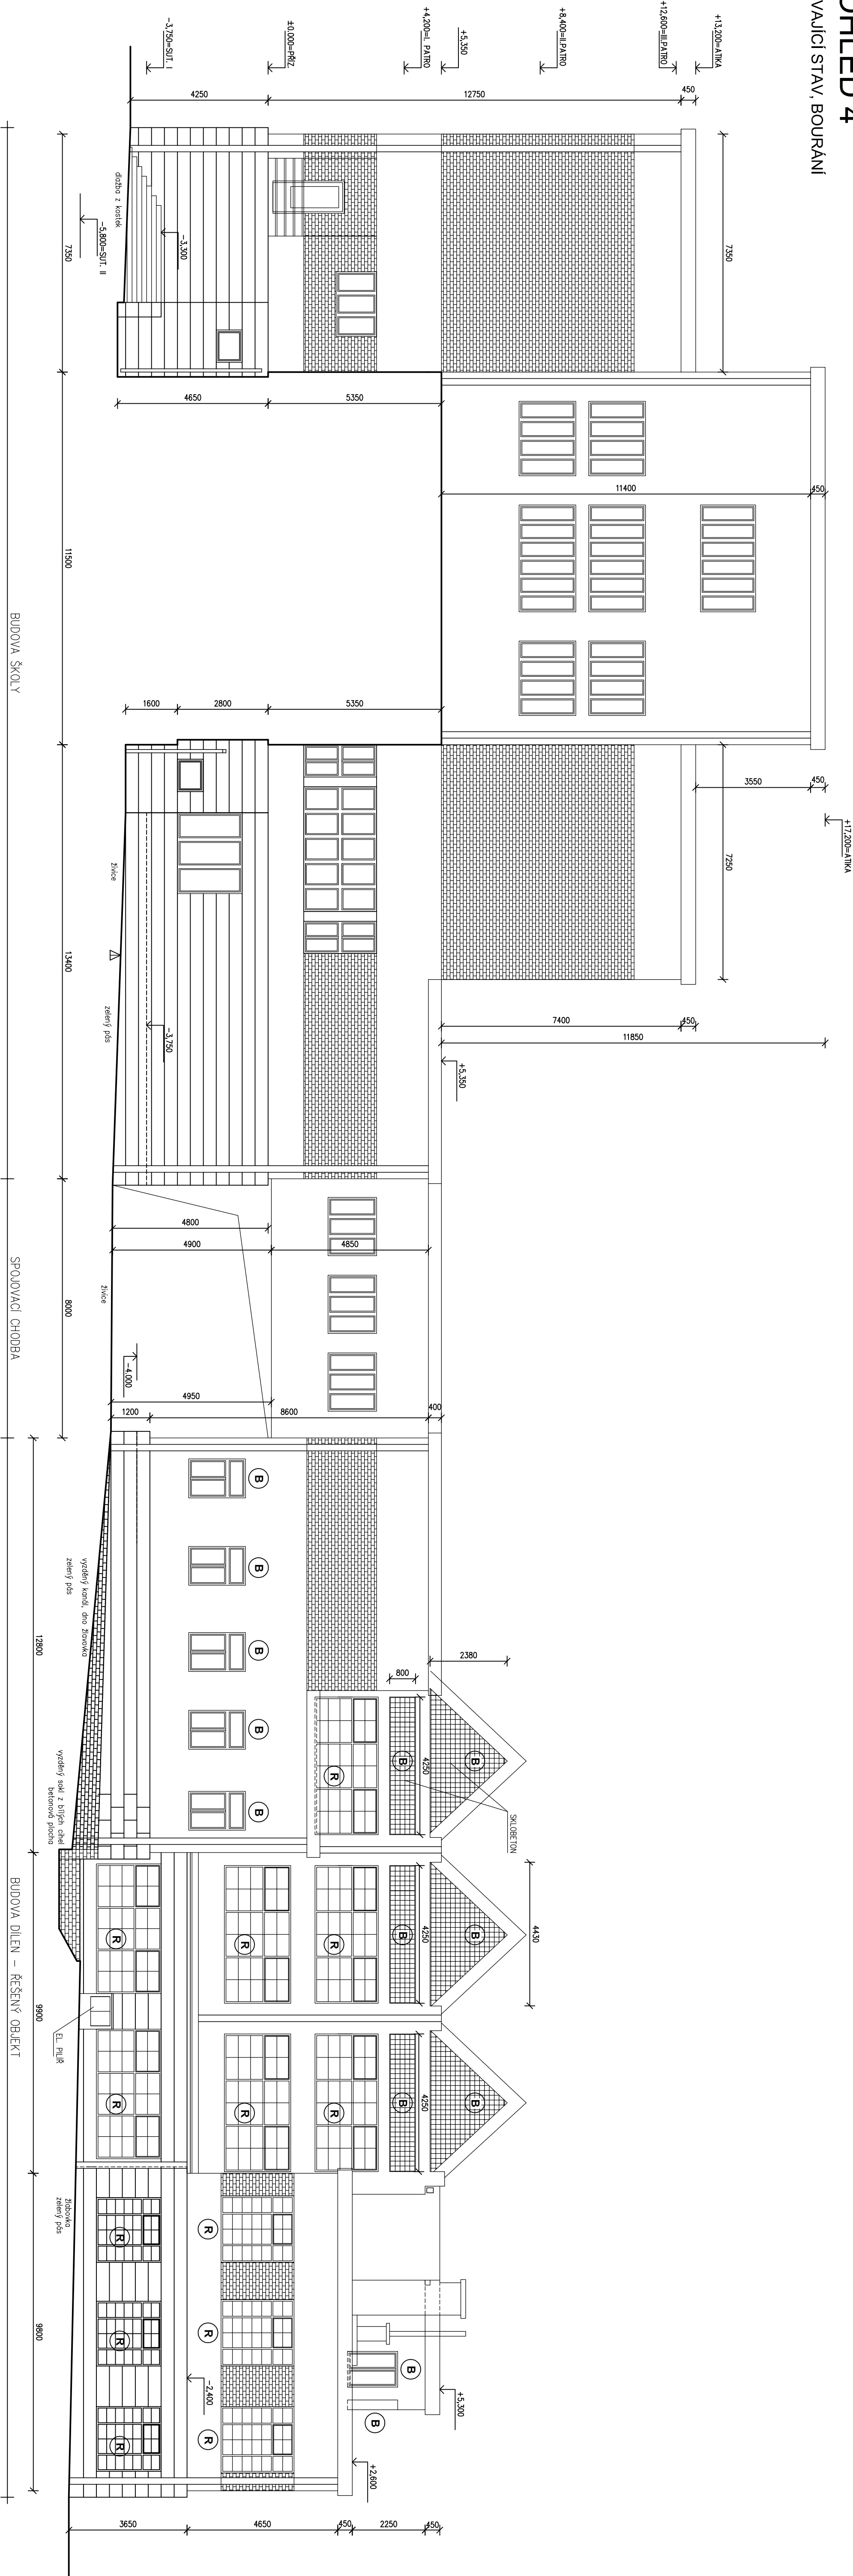 OHLED 4
VAJÍCÍ STAV, BOURÁNÍ
+17,200=ATIKA
+13,200=ATIKA
+12,600=III.PATRO
+8,400=II.PATRO
+5,350
+4,200=I. PATRO
±0.000=PŘÍZ.
-3,750=SUT. I
-5,800=SUT. II
450
12750
4250
7350
7350
dlažba z kostek
-3,300
4650
5350
11400
450
11500
1600
2800
5350
3550
450
7250
7400
450
11850
+5,350
živice
zelený pás
-3,750
13400
4800
4900
4850
živice
8000
-4.000
4950
1200
8600
400
B
B
B
B
B
vyzděný kanál, dno žlavovka
zelený pás
12800
2380
800
4250
B
B
R
SKLOBETON
vyzděný sokl z bílých cihel
betonová plocha
4430
4250
B
B
R
R
R
9900
EL. PILÍŘ
4250
B
B
R
R
R
žlabovka
zelený pás
R
R
R
R
R
R
9800
B
B
-2,400
+5,300
+2,600
3650
4650
450
2250
450
BUDOVA ŠKOLY
SPOJOVACÍ CHODBA
BUDOVA DÍLEN – ŘEŠENÝ OBJEKT